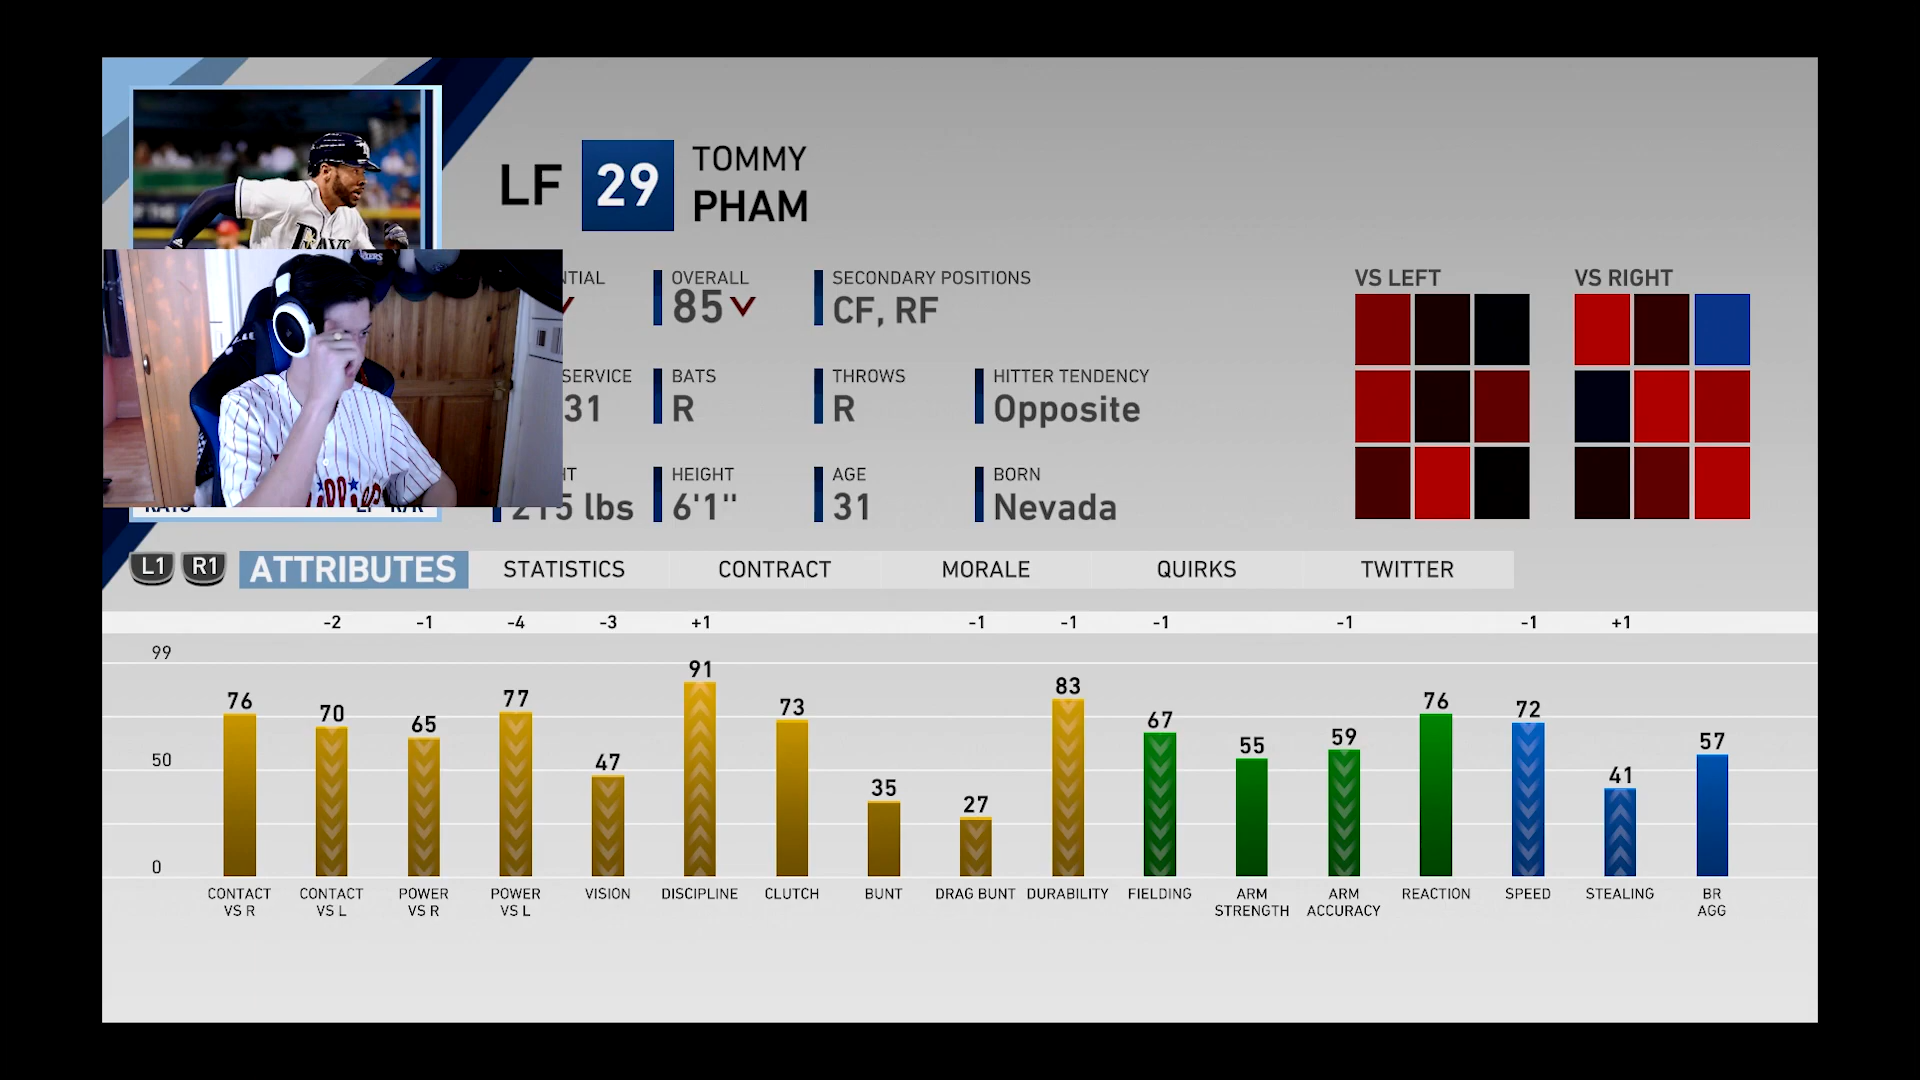 LF 29 TOMMY
PHAM
OVERALL
85
SECONDARY POSITIONS
CF, RF
VS LEFT
VS RIGHT
SERVICE
31
BATS
R
THROWS
R
HITTER TENDENCY
Opposite
215 lbs
HEIGHT
6'1"
AGE
31
BORN
Nevada
L1 R1 ATTRIBUTES STATISTICS CONTRACT MORALE QUIRKS TWITTER
-2 -1 -4 -3 +1 -1 -1 -1 -1 -1 +1
99
50
0
76 70 65 77 47 91 73 35 27 83 67 55 59 76 72 41 57
CONTACT VS R
CONTACT VS L
POWER VS R
POWER VS L
VISION
DISCIPLINE
CLUTCH
BUNT
DRAG BUNT
DURABILITY
FIELDING
ARM STRENGTH
ARM ACCURACY
REACTION
SPEED
STEALING
BR AGG